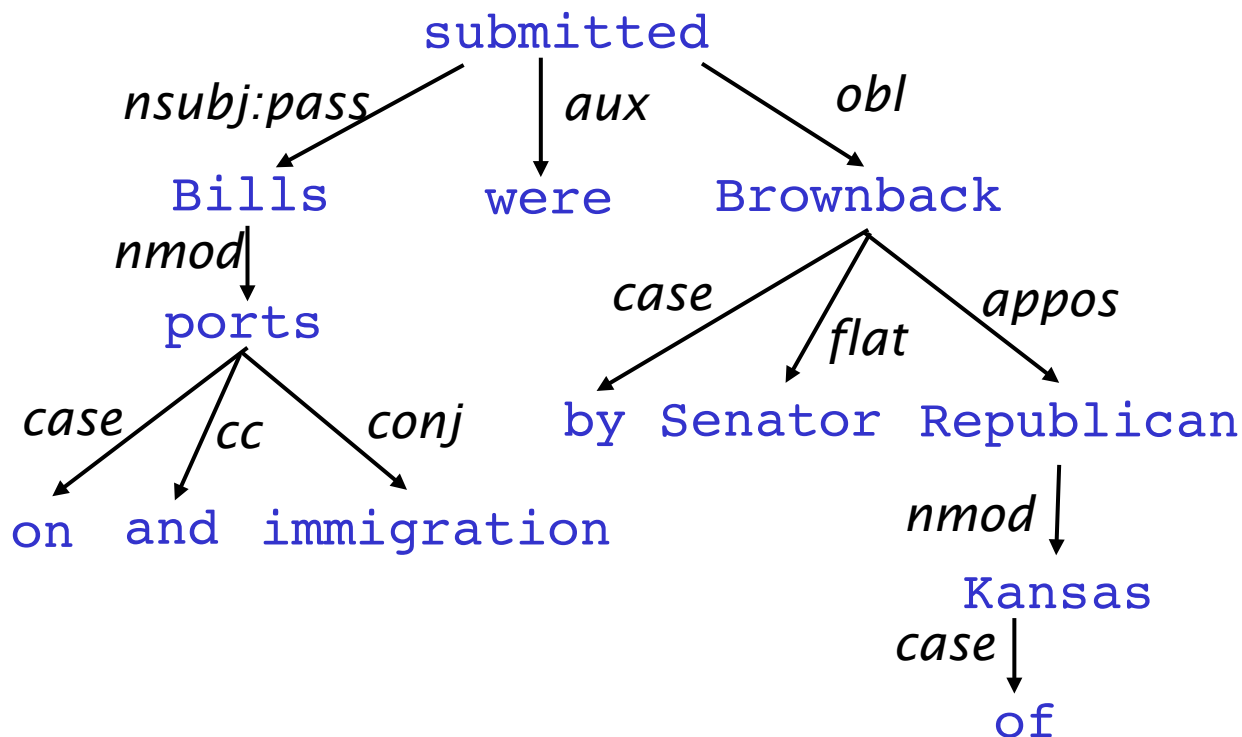 submitted
nsubj:pass aux obl
Bills were Brownback
nmod
case appos
ports
flat
case cc conj
by Senator Republican
on and immigration
nmod
Kansas
case
of